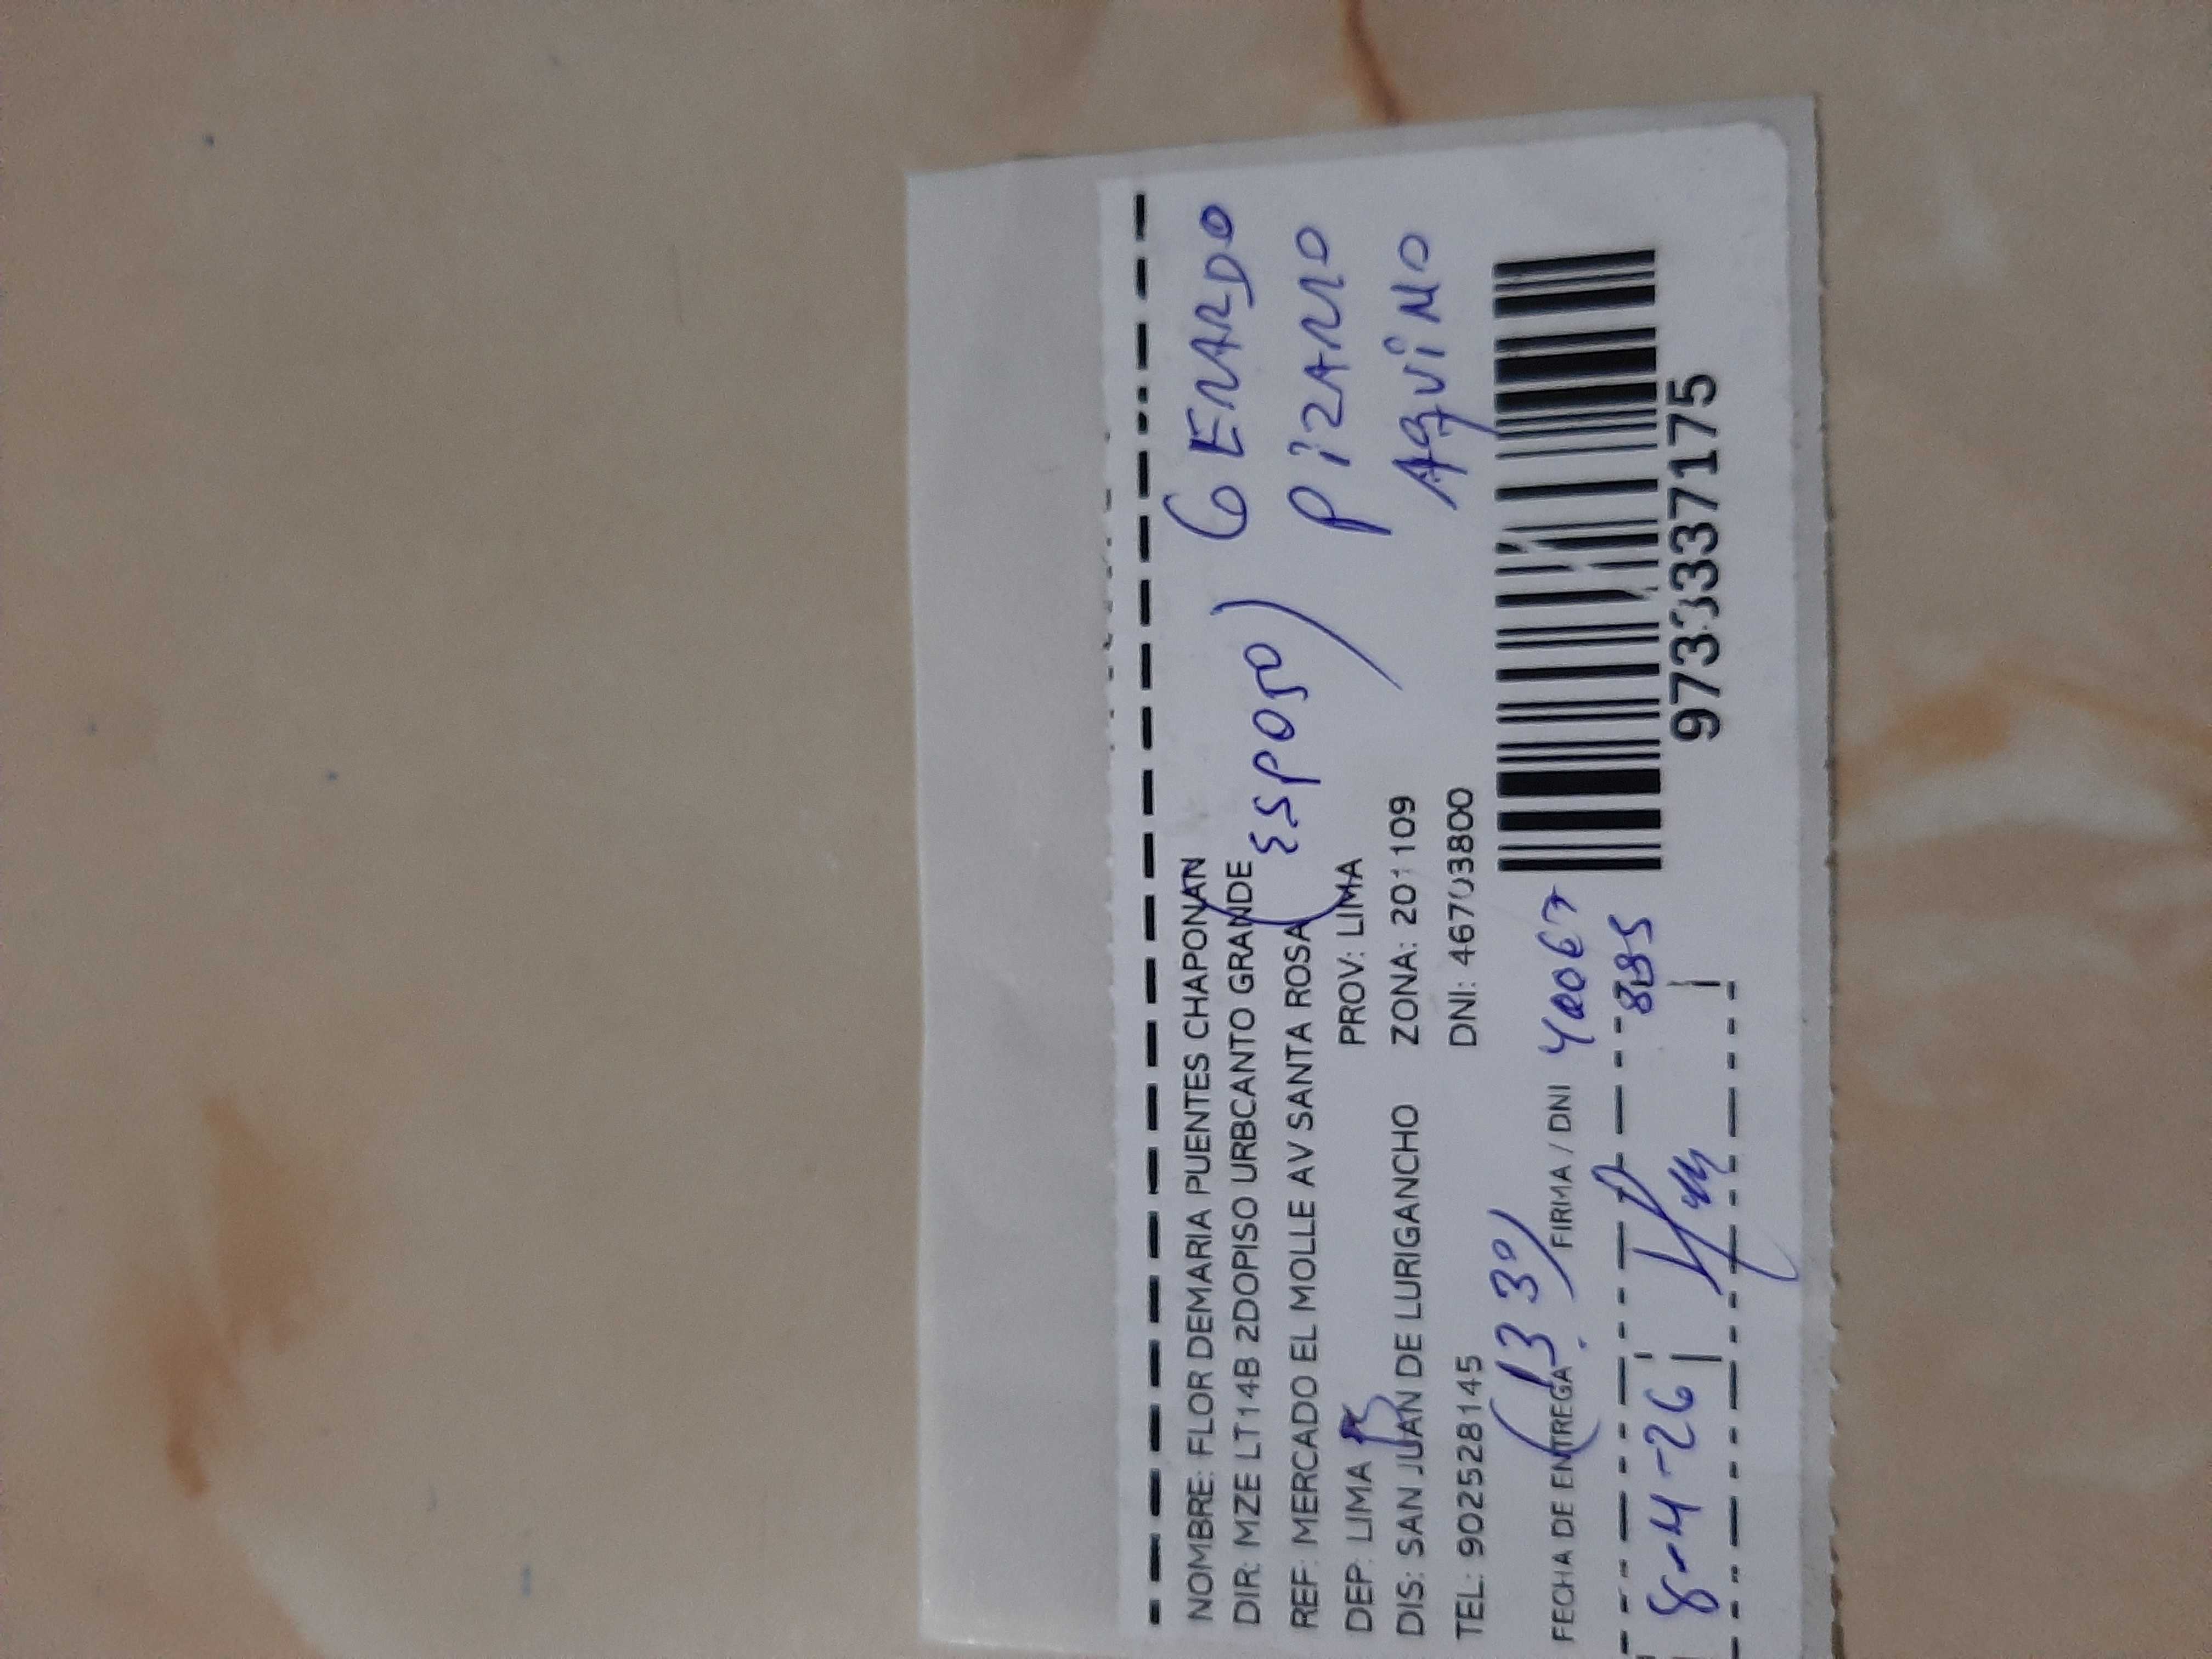 NOMBRE: FLOR DEMARIA PUENTES CHAPONAN
DIR: MZE LT14B 2DOPISO URBCANTO GRANDE
REF: MERCADO EL MOLLE AV SANTA ROSA
DEP: LIMA PROV: LIMA
DIS: SAN JUAN DE LURIGANCHO ZONA: 201109
TEL: 902528145 DNI: 46703800
(ESPOSO) GERARDO
PIZARRO
AQUINO
(13 30)
FECHA DE ENTREGA FIRMA / DNI 40067
885
8-4-26
9733337175